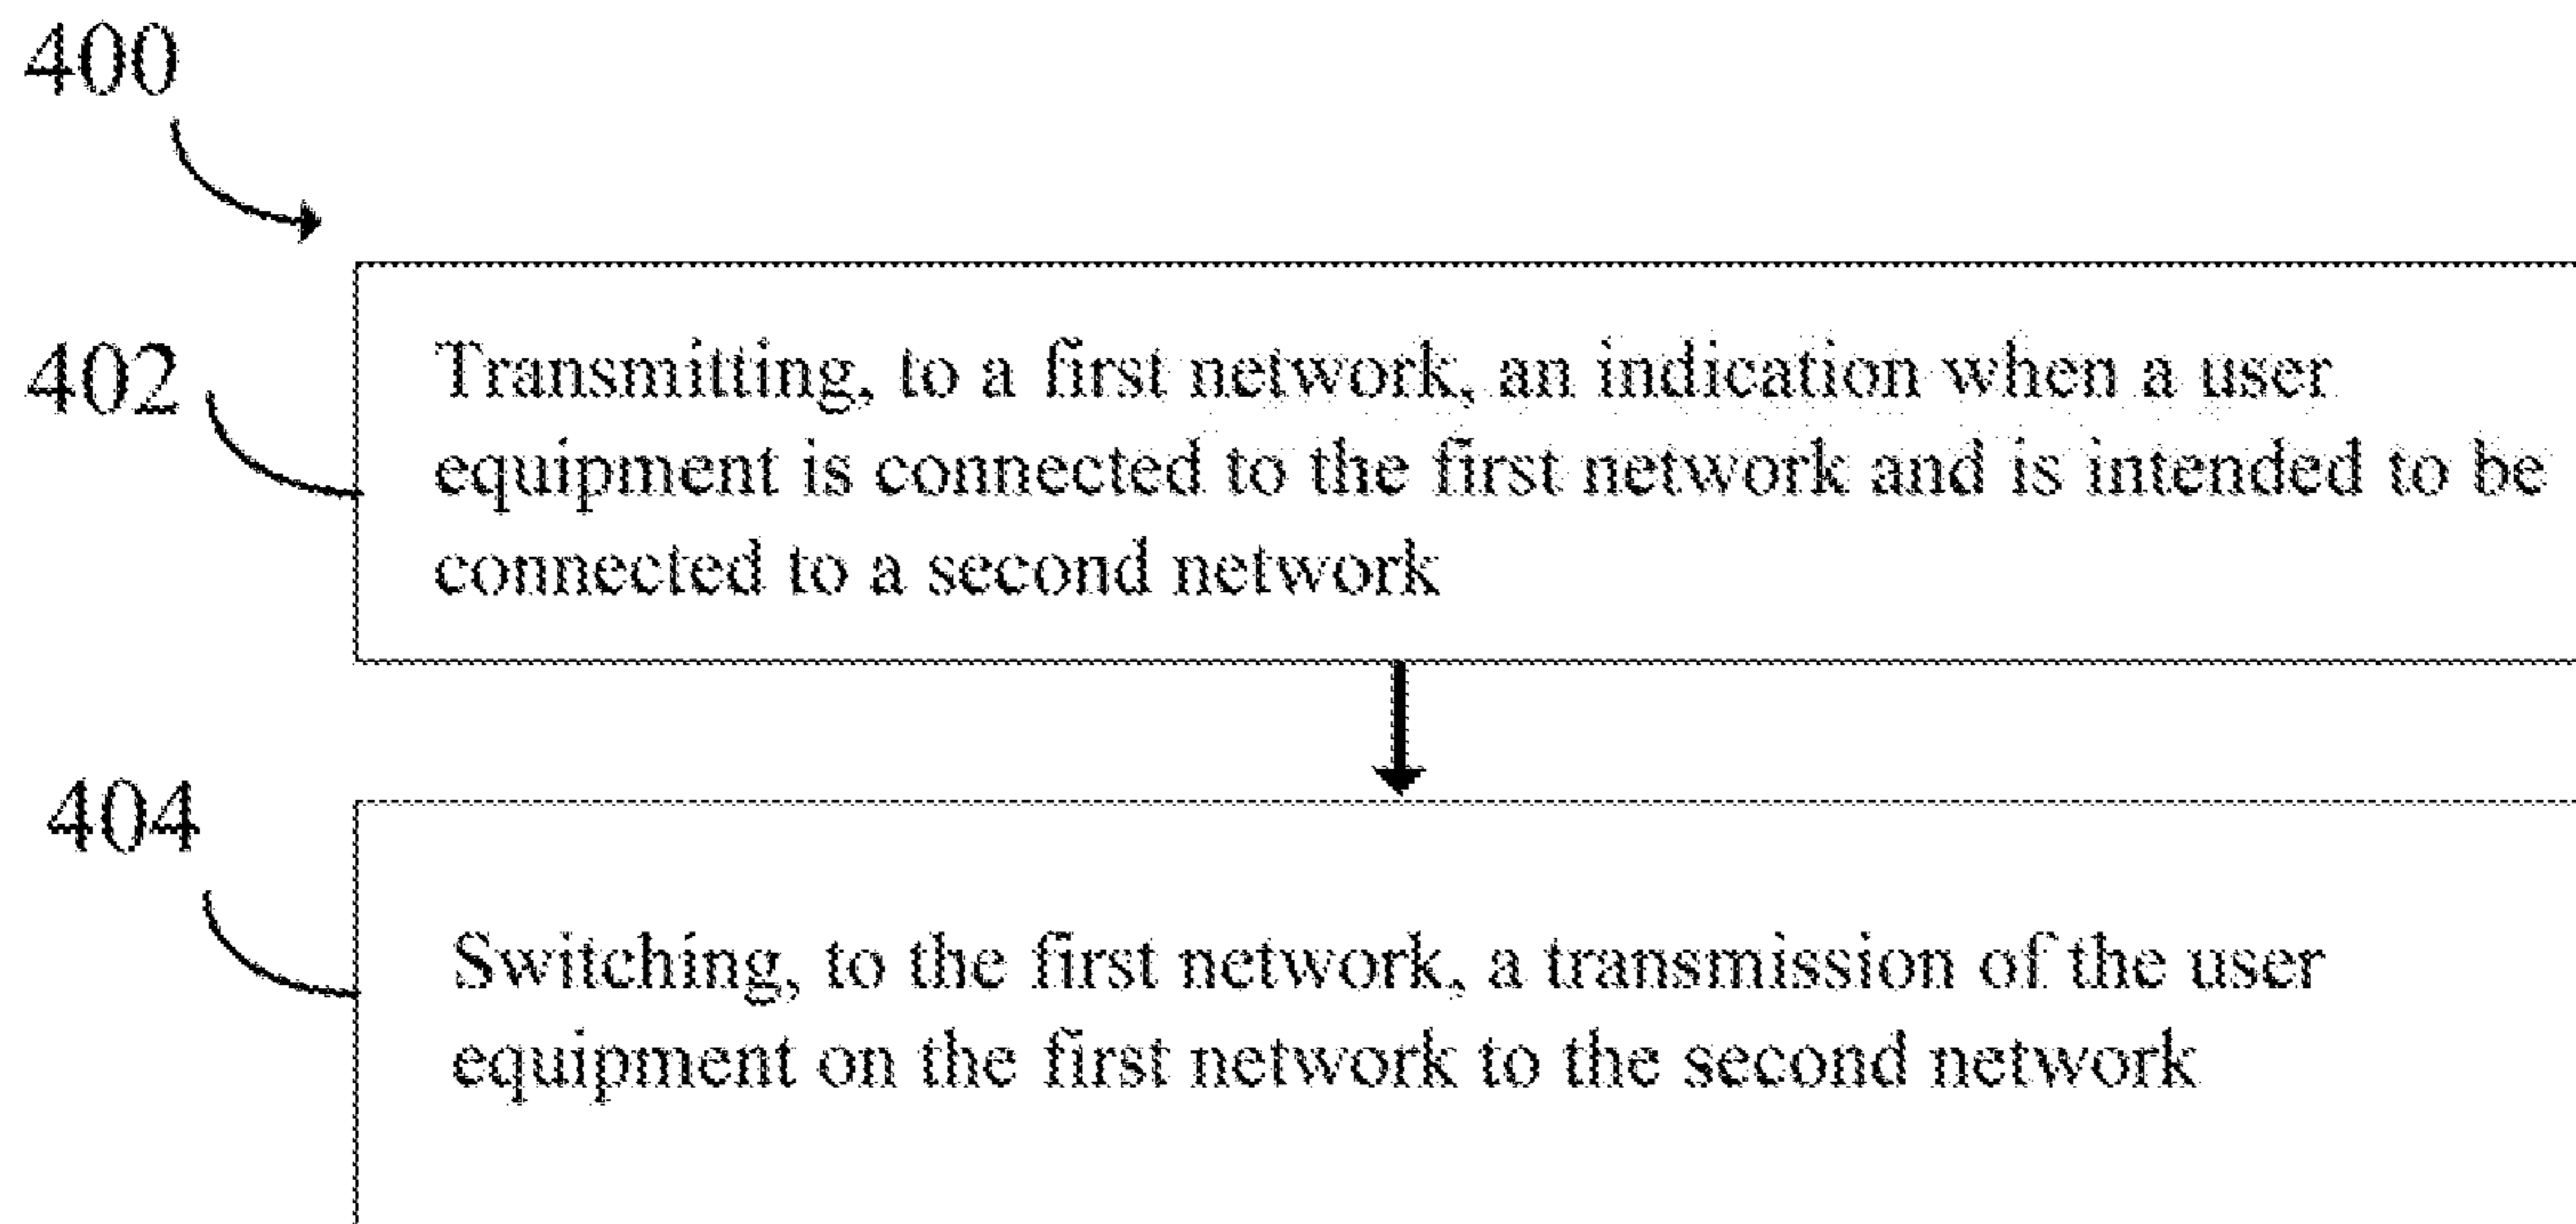 400
402
Transmitting, to a first network, an indication when a user
equipment is connected to the first network and is intended to be
connected to a second network
404
Switching, to the first network, a transmission of the user
equipment on the first network to the second network